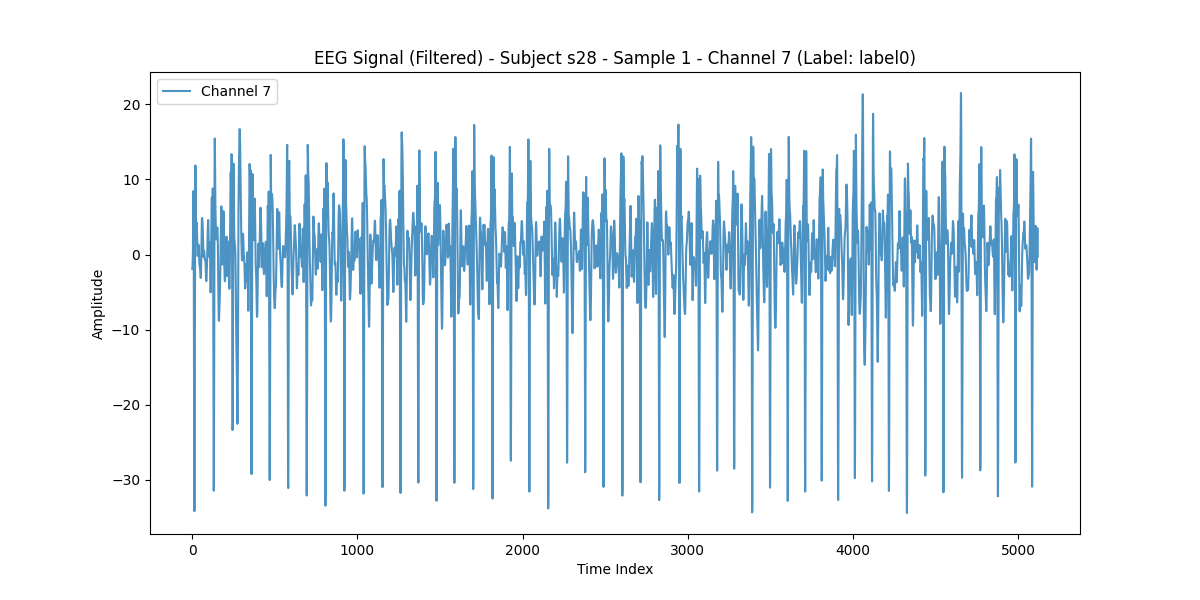 EEG Signal (Filtered) - Subject s28 - Sample 1 - Channel 7 (Label: label0)
Channel 7
20
10
0
−10
−20
−30
Amplitude
0 1000 2000 3000 4000 5000
Time Index